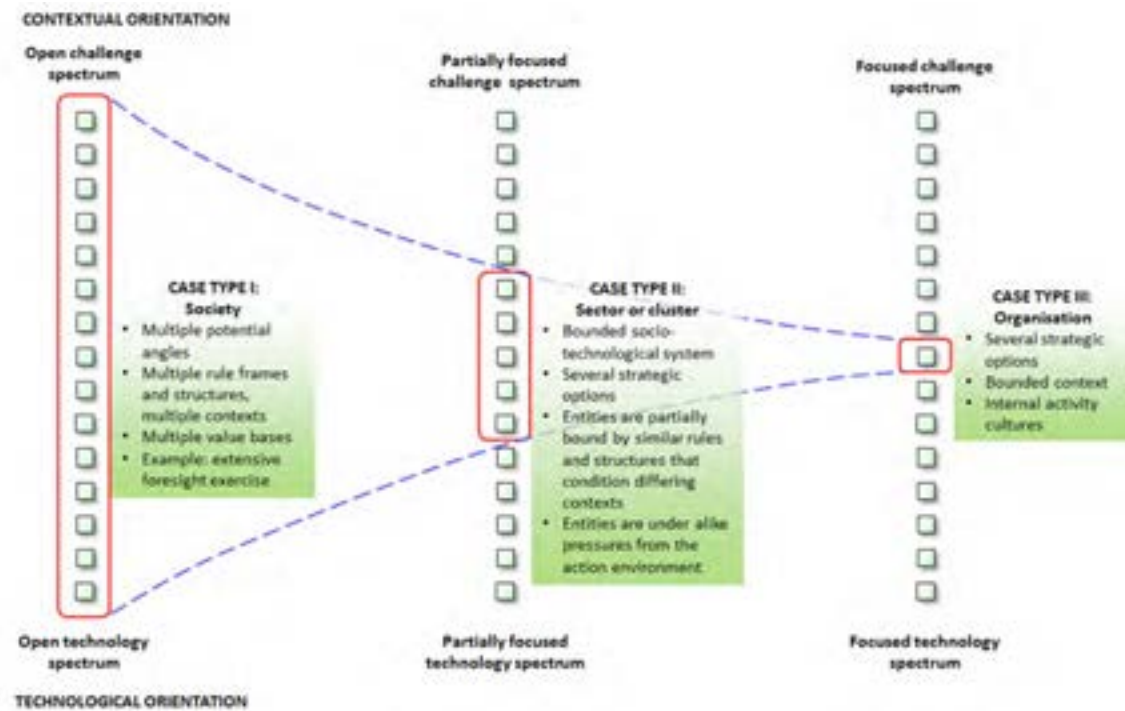 CONTEXTUAL ORIENTATION
Open challenge
spectrum
Partially focused
challenge spectrum
Focused challenge
spectrum
CASE TYPE I:
Society
• Multiple potential
angles
• Multiple rule frames
and structures,
multiple contexts
• Multiple value bases
• Example: extensive
foresight exercise
CASE TYPE II:
Sector or cluster
• Bounded socio-
technological system
• Several strategic
options
• Entities are partially
bound by similar rules
and structures that
condition differing
contexts
• Entities are under alike
pressures from the
action environment
CASE TYPE III:
Organisation
• Several strategic
options
• Bounded context
• Internal activity
cultures
Open technology
spectrum
Partially focused
technology spectrum
Focused technology
spectrum
TECHNOLOGICAL ORIENTATION